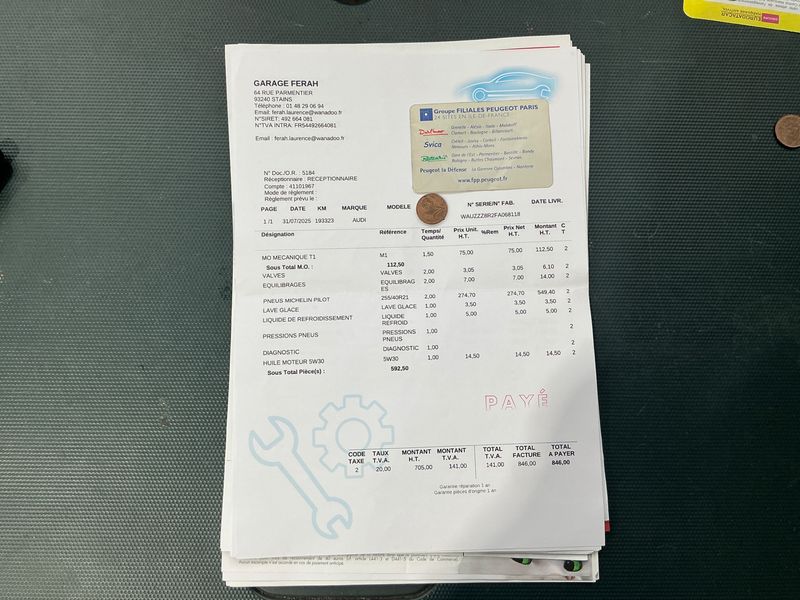 GARAGE FERAH
64 RUE PARMENTIER
93240 STAINS
Téléphone : 01 48 29 06 94
Email: ferah.laurence@wanadoo.fr
N°SIRET: 492 664 081
N°TVA INTRA: FR54492664081
Email : ferah.laurence@wanadoo.fr
Groupe FILIALES PEUGEOT PARIS
24 SITES EN ILE-DE-FRANCE
Svica
Peugeot la Défense
www.fpp.peugeot.fr
EURODATACAR
N° Doc./O.R. : 5184
Réceptionnaire : RECEPTIONNAIRE
Compte : 41101967
Mode de règlement :
Règlement prévu le :
PAGE DATE KM MARQUE MODELE N° SERIE/N° FAB. DATE LIVR.
1 /1 31/07/2025 193323 AUDI WAUZZZ8IR2FA068118
Désignation Référence Temps/ Quantité Prix Unit. H.T. %Rem Prix Net H.T. Montant H.T. C T
MO MECANIQUE T1 M1 1,50 75,00 75,00 112,50 2
Sous Total M.O. : 112,50
VALVES VALVES 2,00 3,05 3,05 6,10 2
EQUILIBRAGES EQUILIBRAG ES 2,00 7,00 7,00 14,00 2
PNEUS MICHELIN PILOT 255/40R21 2,00 274,70 274,70 549,40 2
LAVE GLACE LAVE GLACE 1,00 3,50 3,50 3,50 2
LIQUIDE DE REFROIDISSEMENT LIQUIDE REFROID 1,00 5,00 5,00 5,00 2
PRESSIONS PNEUS PRESSIONS PNEUS 1,00 2
DIAGNOSTIC DIAGNOSTIC 1,00 2
HUILE MOTEUR 5W30 5W30 1,00 14,50 14,50 14,50 2
Sous Total Pièce(s) : 592,50
PAYÉ
CODE TAXE TAUX T.V.A. MONTANT H.T. MONTANT T.V.A. TOTAL T.V.A. TOTAL FACTURE TOTAL A PAYER
2 20,00 705,00 141,00 141,00 846,00 846,00
Garantie réparation 1 an
Garantie pièces d'origine 1 an